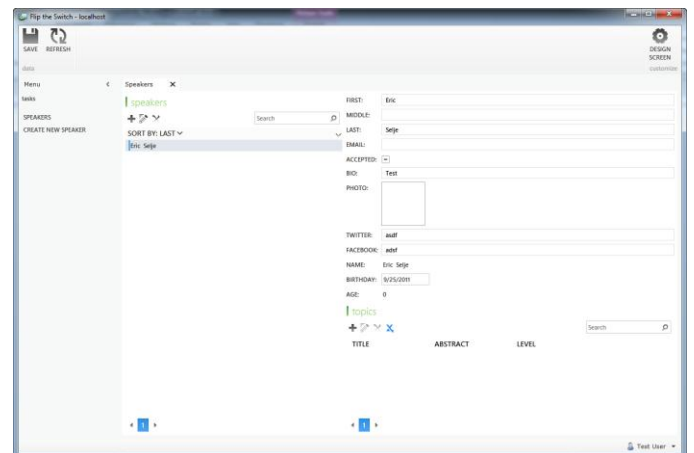 Flip the Switch - localhost
SAVE REFRESH
DESIGN SCREEN
data
customize
Menu
Speakers
tasks
SPEAKERS
CREATE NEW SPEAKER
speakers
Search
SORT BY: LAST
Eric Selje
FIRST: Eric
MIDDLE:
LAST: Selje
EMAIL:
ACCEPTED:
BIO: Test
PHOTO:
TWITTER: asdf
FACEBOOK: adsf
NAME: Eric Selje
BIRTHDAY: 9/25/2011
AGE: 0
topics
Search
TITLE ABSTRACT LEVEL
1
1
Test User